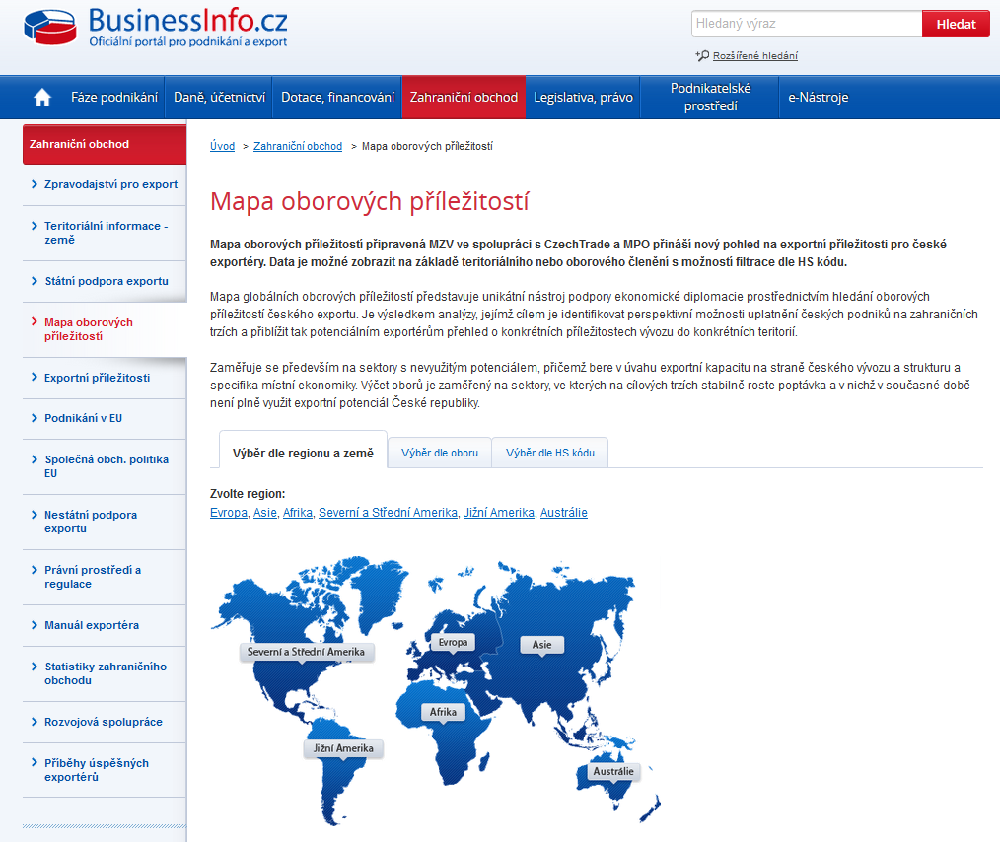 BusinessInfo.cz
Oficiální portál pro podnikání a export
Hledaný výraz
Hledat
Rozšířené hledání
Fáze podnikání
Daně, účetnictví
Dotace, financování
Zahraniční obchod
Legislativa, právo
Podnikatelské
prostředí
e-Nástroje
Zahraniční obchod
Zpravodajství pro export
Teritoriální informace -
země
Státní podpora exportu
Mapa oborových
příležitostí
Exportní příležitosti
Podnikání v EU
Společná obch. politika
EU
Nestátní podpora
exportu
Právní prostředí a
regulace
Manuál exportéra
Statistiky zahraničního
obchodu
Rozvojová spolupráce
Příběhy úspěšných
exportérů
Úvod > Zahraniční obchod > Mapa oborových příležitostí
Mapa oborových příležitostí
Mapa oborových příležitostí připravená MZV ve spolupráci s CzechTrade a MPO přináší nový pohled na exportní příležitosti pro české
exportéry. Data je možné zobrazit na základě teritoriálního nebo oborového členění s možností filtrace dle HS kódu.
Mapa globálních oborových příležitostí představuje unikátní nástroj podpory ekonomické diplomacie prostřednictvím hledání oborových
příležitostí českého exportu. Je výsledkem analýzy, jejímž cílem je identifikovat perspektivní možnosti uplatnění českých podniků na zahraničních
trzích a přiblížit tak potenciálním exportérům přehled o konkrétních příležitostech vývozu do konkrétních teritorií.
Zaměřuje se především na sektory s nevyužitým potenciálem, přičemž bere v úvahu exportní kapacitu na straně českého vývozu a strukturu a
specifika místní ekonomiky. Výčet oborů je zaměřený na sektory, ve kterých na cílových trzích stabilně roste poptávka a v nichž v současné době
není plně využit exportní potenciál České republiky.
Výběr dle regionu a země
Výběr dle oboru
Výběr dle HS kódu
Zvolte region:
Evropa, Asie, Afrika, Severní a Střední Amerika, Jižní Amerika, Austrálie
Evropa
Asie
Severní a Střední Amerika
Afrika
Jižní Amerika
Austrálie